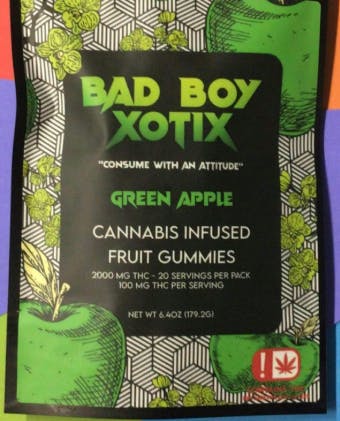 BAD BOY
XOTIX
"CONSUME WITH AN ATTITUDE"
GREEN APPLE
CANNABIS INFUSED
FRUIT GUMMIES
2000 MG THC - 20 SERVINGS PER PACK
100 MG THC PER SERVING
NET WT 6.4OZ (179.2G)
!